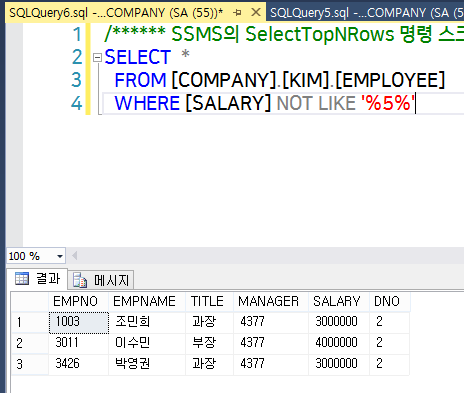 SQLQuery6.sql -...COMPANY (SA (55))* SQLQuery5.sql -...COMPANY (SA (5
1 /****** SSMS의 SelectTopNRows 명령 스크
2 SELECT *
3 FROM [COMPANY].[KIM].[EMPLOYEE]
4 WHERE [SALARY] NOT LIKE '%5%'
100 %
결과 메시지
EMPNO EMPNAME TITLE MANAGER SALARY DNO
1 1003 조민희 과장 4377 3000000 2
2 3011 이수민 부장 4377 4000000 2
3 3426 박영권 과장 4377 3000000 2